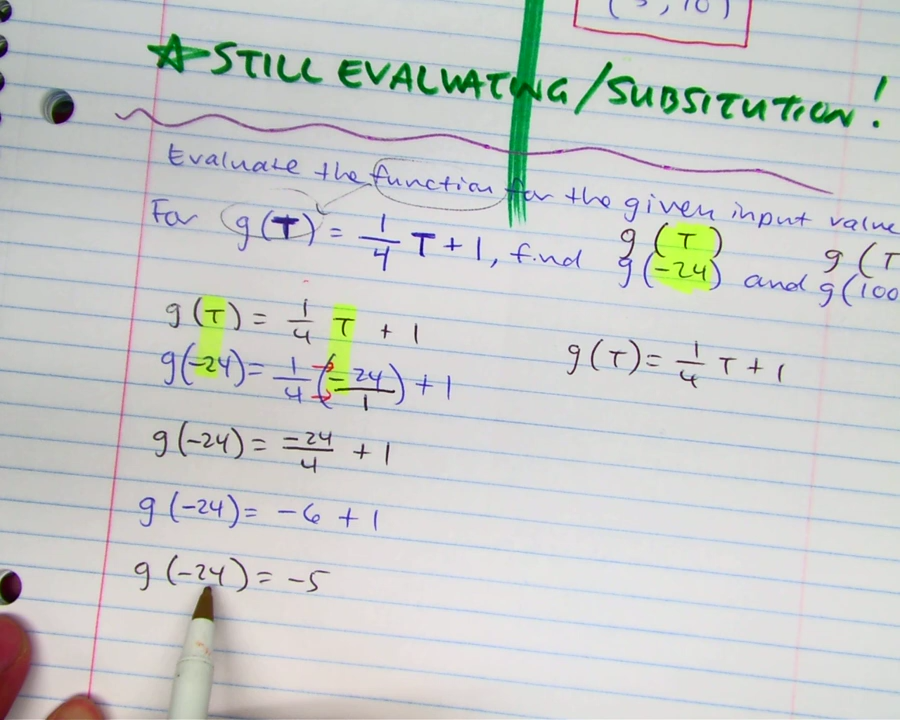 (3, 10)
☆ STILL EVALUATING/SUBSITUTION!
Evaluate the function for the given input value
For g(T) = 1/4 T + 1, find g(-24) and g(100
g(T) g(T
g(T) = 1/4 T + 1
g(-24) = 1/4 (-24/1) + 1
g(-24) = -24/4 + 1
g(-24) = -6 + 1
g(-24) = -5
g(T) = 1/4 T + 1